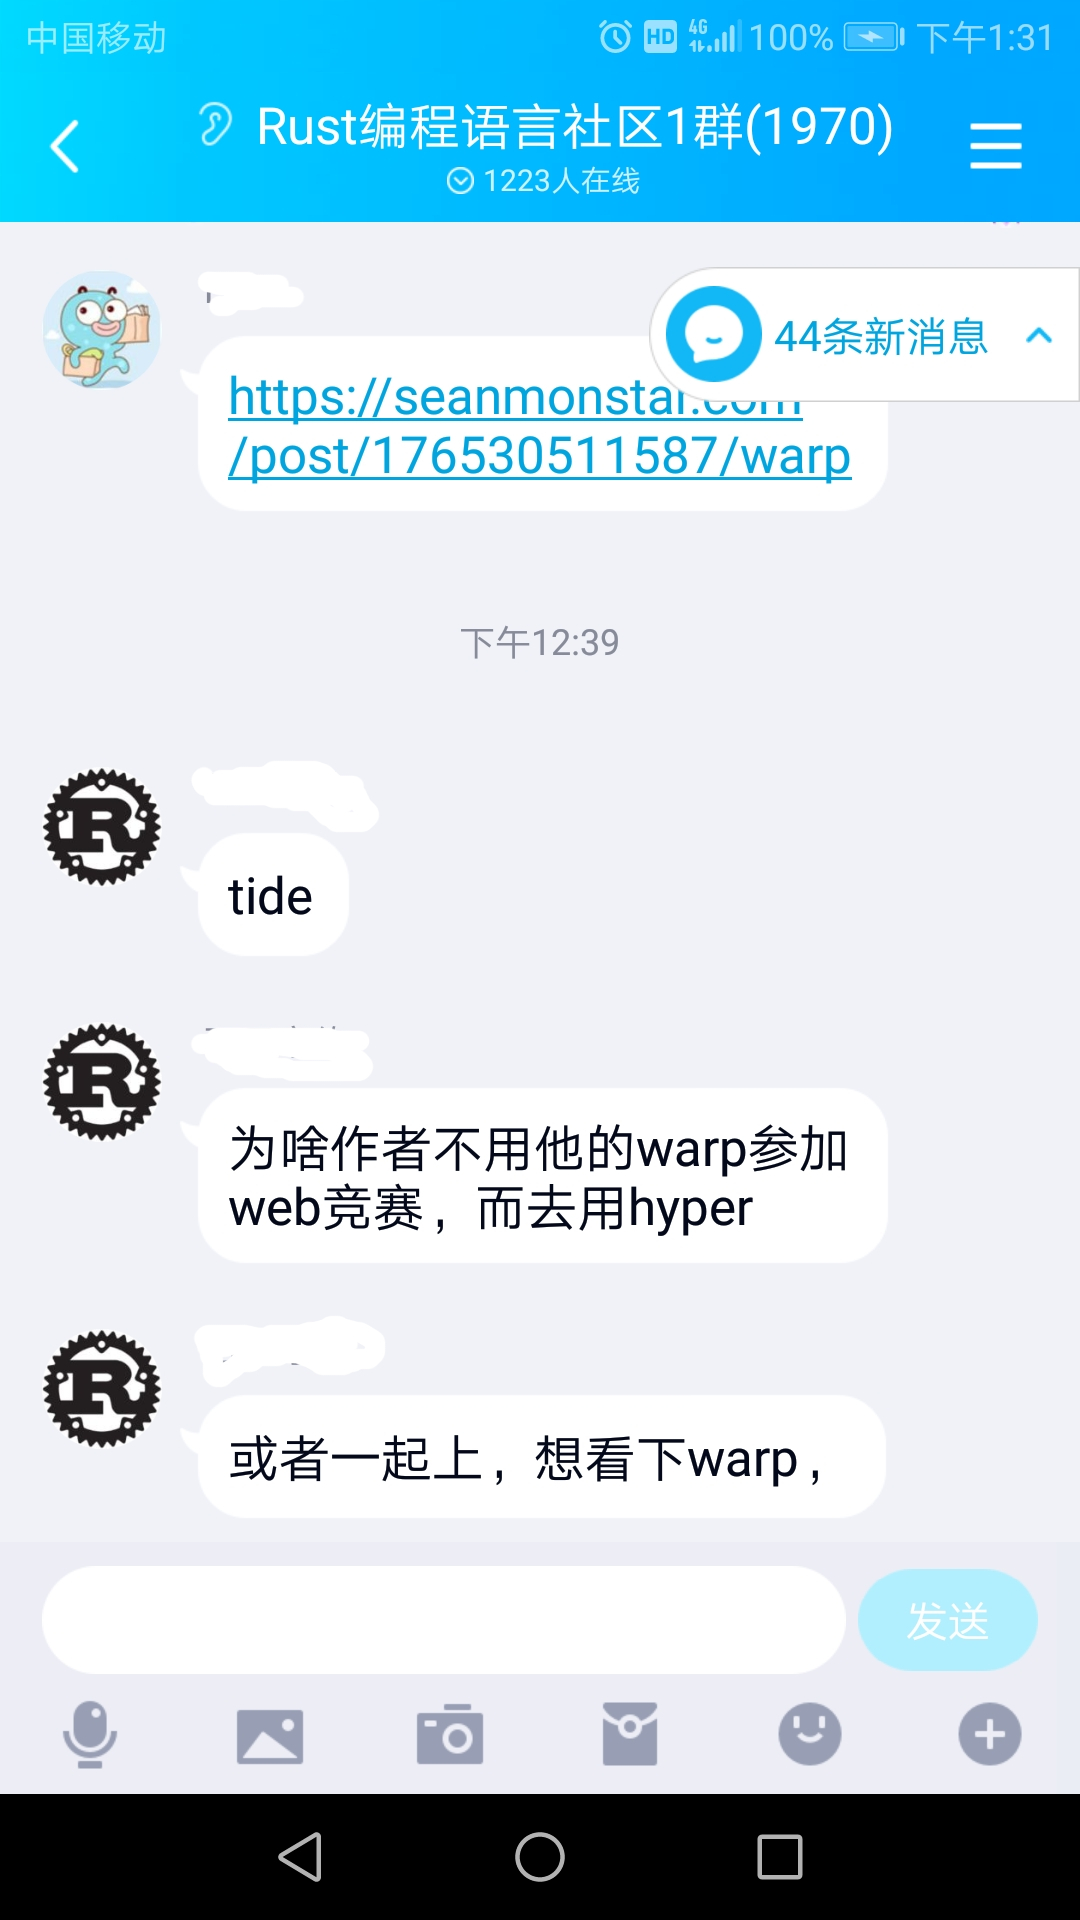 中国移动
HD 4G 100% 下午1:31
Rust编程语言社区1群(1970)
1223人在线
44条新消息
https://seanmonstar.com
/post/176530511587/warp
下午12:39
R
tide
R
为啥作者不用他的warp参加
web竞赛，而去用hyper
R
或者一起上，想看下warp，
发送